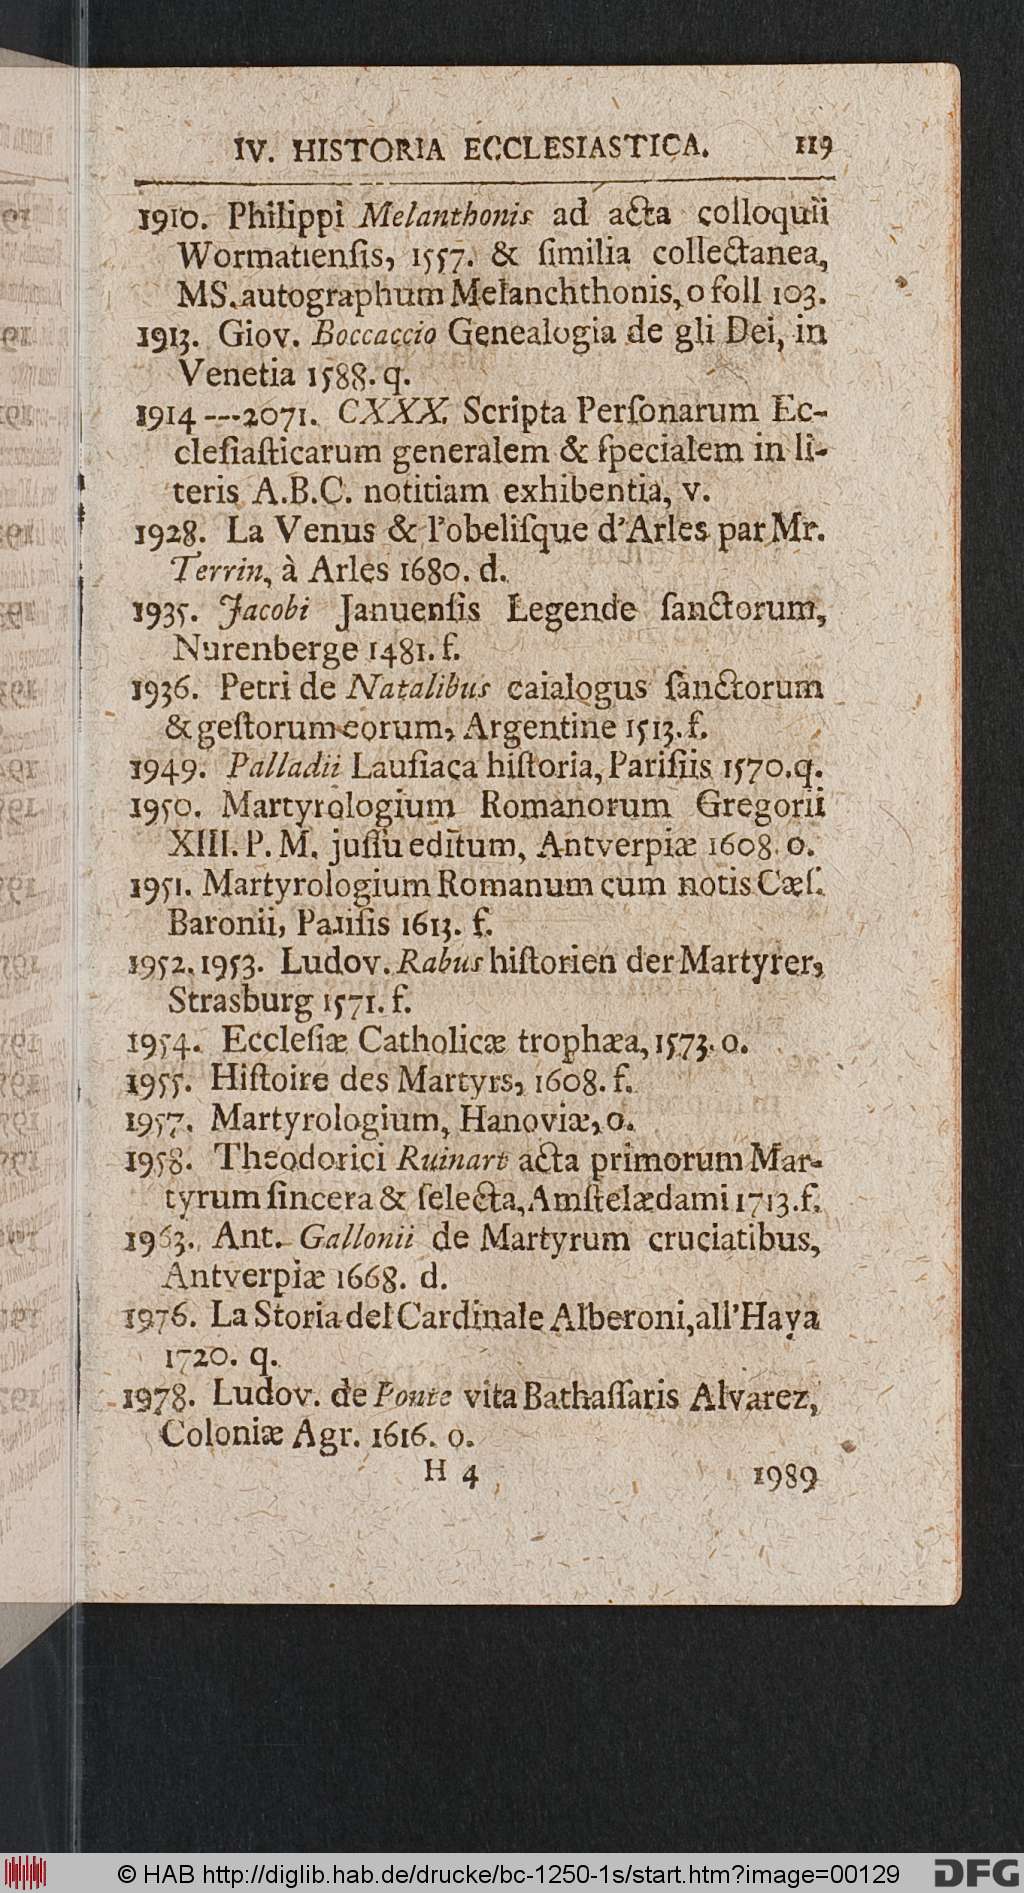 IV. HISTORIA ECCLESIASTICA. 119
1910. Philippi Melanthonis ad acta colloquii
Wormatienſis, 1557. & ſimilia collectanea,
MS. autographum Melanchthonis, o foll 103.
1913. Giov. Boccaccio Genealogia de gli Dei, in
Venetia 1588. q.
1914 --- 2071. CXXX. Scripta Perſonarum Ec-
cleſiaſticarum generalem & ſpecialem in li-
teris A.B.C. notitiam exhibentia, v.
1928. La Venus & l'obeliſque d'Arles par Mr.
Terrin, à Arles 1680. d.
1935. Jacobi Januenſis Legende ſanctorum,
Nurenberge 1481. f.
1936. Petri de Natalibus caialogus ſanctorum
& geſtorum eorum, Argentine 1513. f.
1949. Palladii Lauſiaca hiſtoria, Pariſiis 1570. q.
1950. Martyrologium Romanorum Gregorii
XIII. P. M. juſſu editum, Antverpiæ 1608. o.
1951. Martyrologium Romanum cum notis Cæſ.
Baronii, Pariſis 1613. f.
1952. 1953. Ludov. Rabus hiſtorien der Martyrer,
Strasburg 1571. f.
1954. Eccleſiæ Catholicæ trophæa, 1573. o.
1955. Hiſtoire des Martyrs, 1608. f.
1957. Martyrologium, Hanoviæ, o.
1958. Theodorici Ruinart acta primorum Mar-
tyrum ſincera & ſelecta, Amſtelædami 1713. f.
1963. Ant. Gallonii de Martyrum cruciatibus,
Antverpiæ 1668. d.
1976. La Storia del Cardinale Alberoni, all'Haya
1720. q.
1978. Ludov. de Ponte vita Bathaſſaris Alvarez,
Coloniæ Agr. 1616. o.
H 4 1989
© HAB http://diglib.hab.de/drucke/bc-1250-1s/start.htm?image=00129 DFG